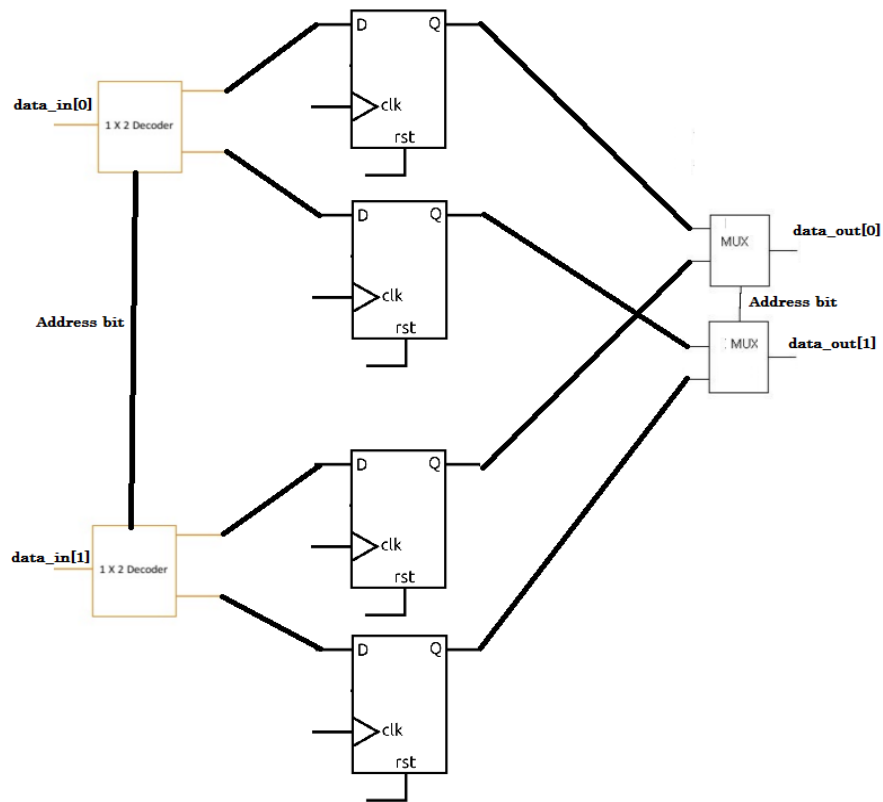 D Q
clk
rst
data_in[0]
1 X 2 Decoder
D Q
clk
rst
MUX
data_out[0]
Address bit
Address bit
MUX
data_out[1]
D Q
clk
rst
data_in[1]
1 X 2 Decoder
D Q
clk
rst